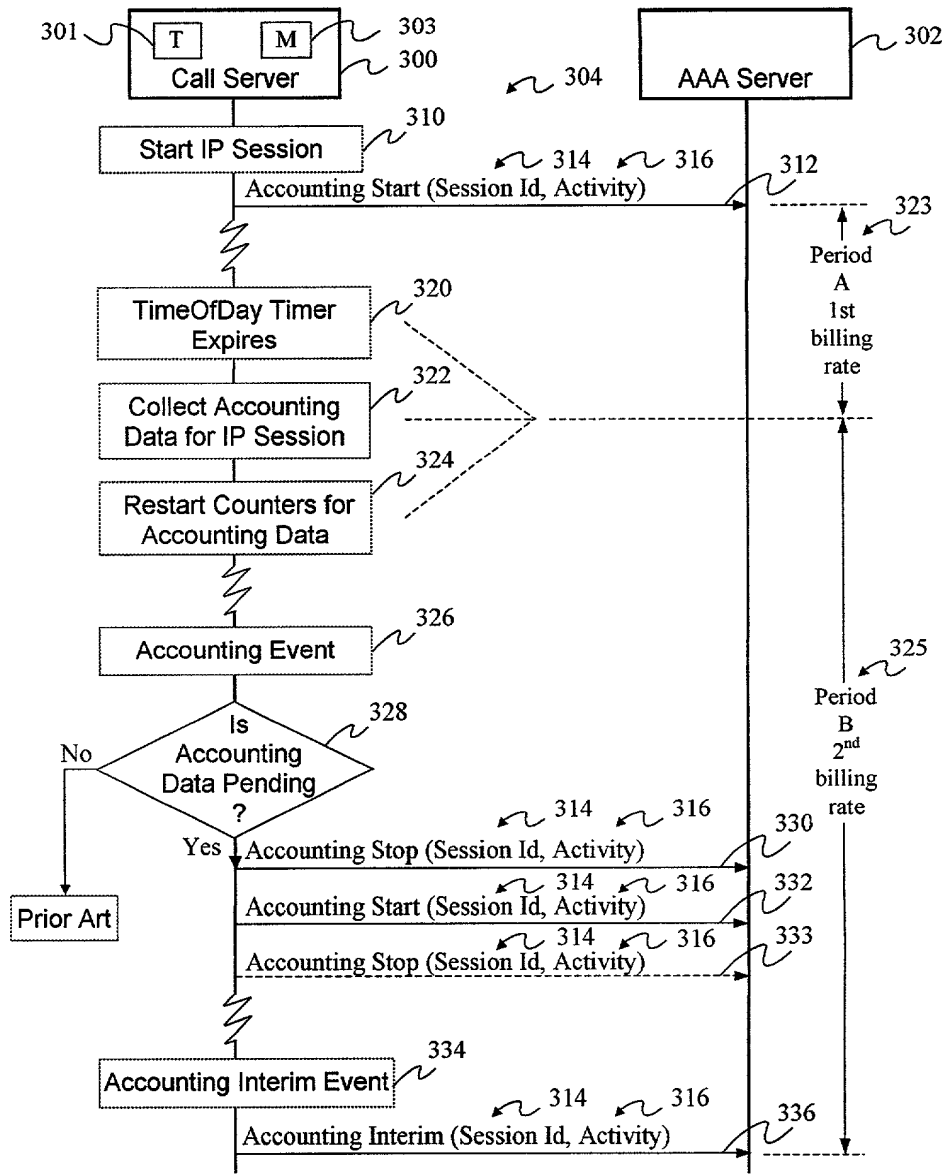 301
T
M
303
300
Call Server
302
AAA Server
304
310
Start IP Session
314
316
Accounting Start (Session Id, Activity)
312
323
Period
A
1st
billing
rate
320
TimeOfDay Timer
Expires
322
Collect Accounting
Data for IP Session
324
Restart Counters for
Accounting Data
326
Accounting Event
325
Period
B
2nd
billing
rate
328
Is
Accounting
Data Pending
?
No
Yes
314
316
330
Accounting Stop (Session Id, Activity)
Prior Art
314
316
332
Accounting Start (Session Id, Activity)
314
316
333
Accounting Stop (Session Id, Activity)
334
Accounting Interim Event
314
316
336
Accounting Interim (Session Id, Activity)